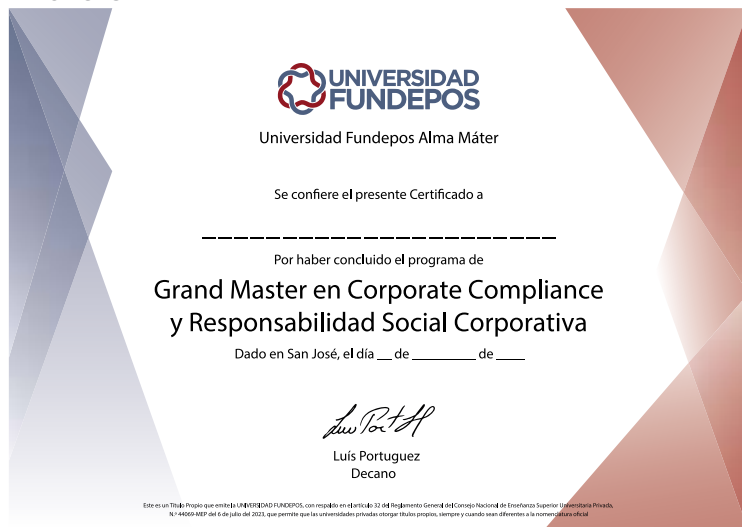 UNIVERSIDAD
FUNDEPOS
Universidad Fundepos Alma Máter
Se confiere el presente Certificado a
Por haber concluido el programa de
Grand Master en Corporate Compliance
y Responsabilidad Social Corporativa
Dado en San José, el día __ de ________ de ____
Luís Portuguez
Decano
Este es un Título Propio que emite la UNIVERSIDAD FUNDEPOS, con respaldo en el artículo 32 del Reglamento General del Consejo Nacional de Enseñanza Superior Universitaria Privada,
N.º 44069-MEP del 6 de julio del 2023, que permite que las universidades privadas otorgar títulos propios, siempre y cuando sean diferentes a la nomenclatura oficial